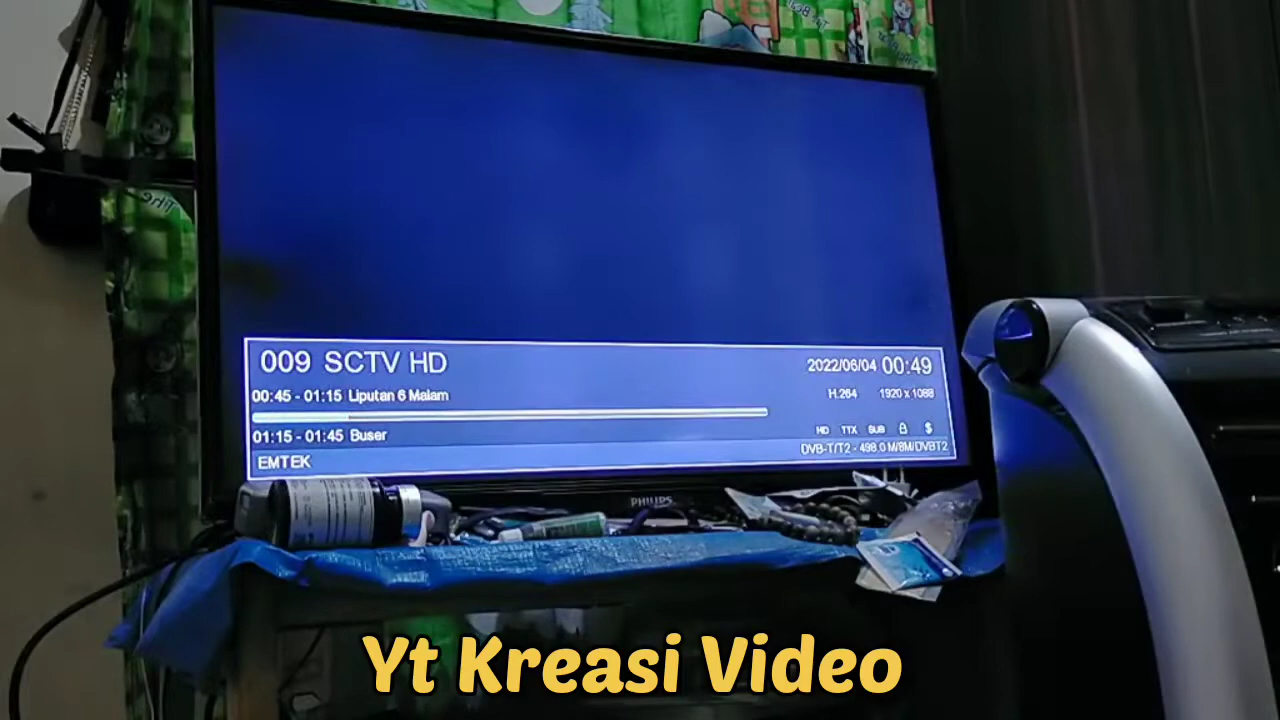 009 SCTV HD
2022/06/04 00:49
00:45 - 01:15 Liputan 6 Malam
H.264 1920 x 1088
01:15 - 01:45 Buser
HD TTX SUB $
EMTEK
DVB-T/T2 - 498.0 M/8M/DVBT2
PHILIPS
Yt Kreasi Video